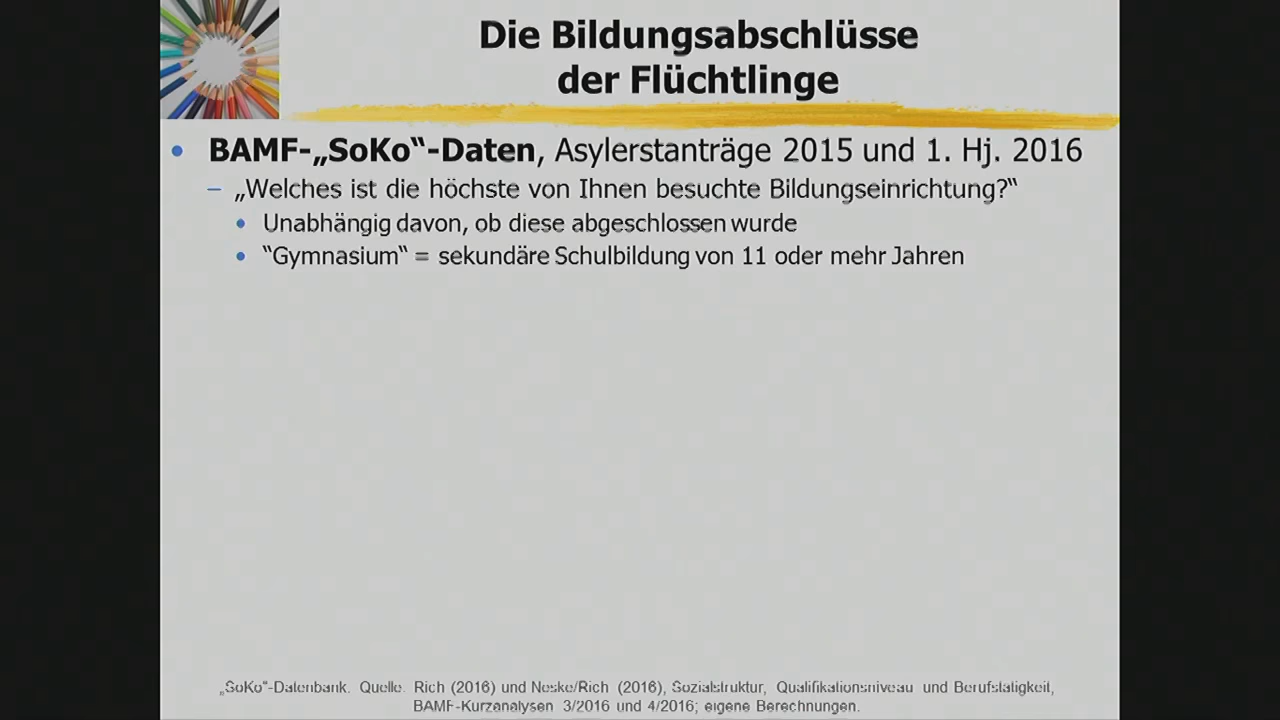 Die Bildungsabschlüsse
der Flüchtlinge
• BAMF-„SoKo“-Daten, Asylerstanträge 2015 und 1. Hj. 2016
– „Welches ist die höchste von Ihnen besuchte Bildungseinrichtung?“
• Unabhängig davon, ob diese abgeschlossen wurde
• “Gymnasium“ = sekundäre Schulbildung von 11 oder mehr Jahren
„SoKo“-Datenbank. Quelle: Rich (2016) und Neske/Rich (2016), Sozialstruktur, Qualifikationsniveau und Berufstätigkeit,
BAMF-Kurzanalysen 3/2016 und 4/2016; eigene Berechnungen.